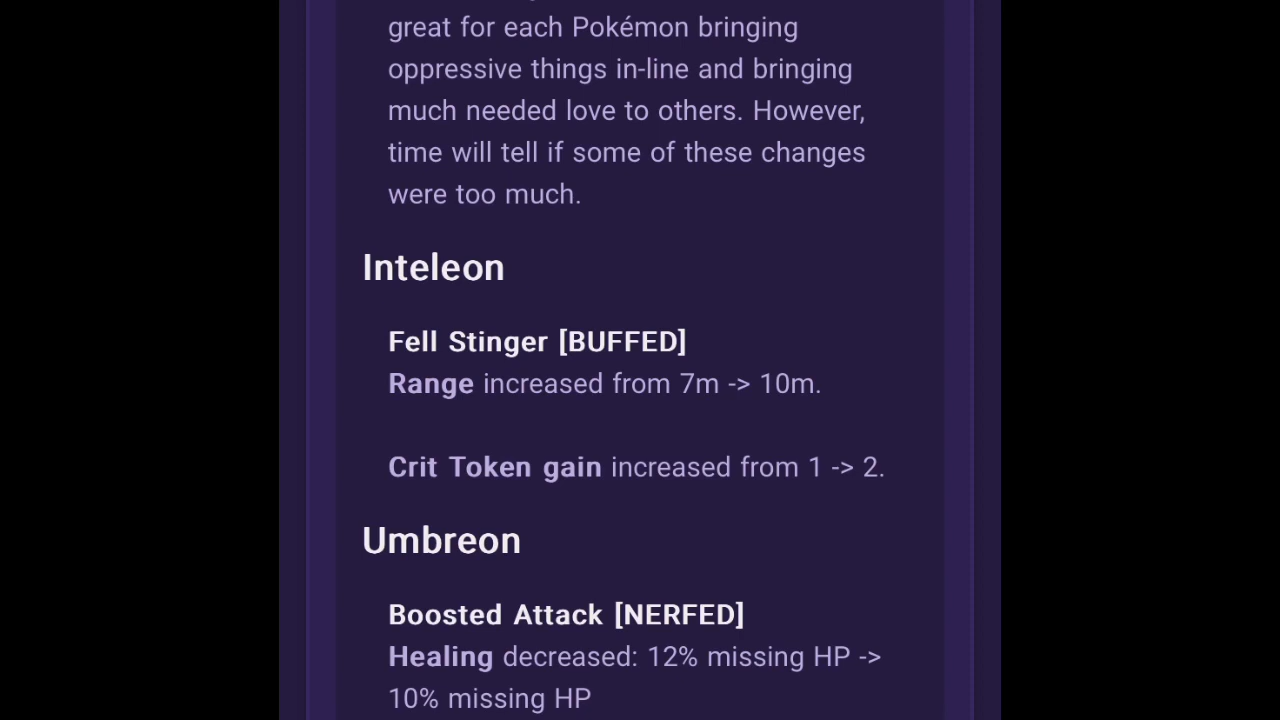 great for each Pokémon bringing
oppressive things in-line and bringing
much needed love to others. However,
time will tell if some of these changes
were too much.
Inteleon
Fell Stinger [BUFFED]
Range increased from 7m -> 10m.
Crit Token gain increased from 1 -> 2.
Umbreon
Boosted Attack [NERFED]
Healing decreased: 12% missing HP ->
10% missing HP